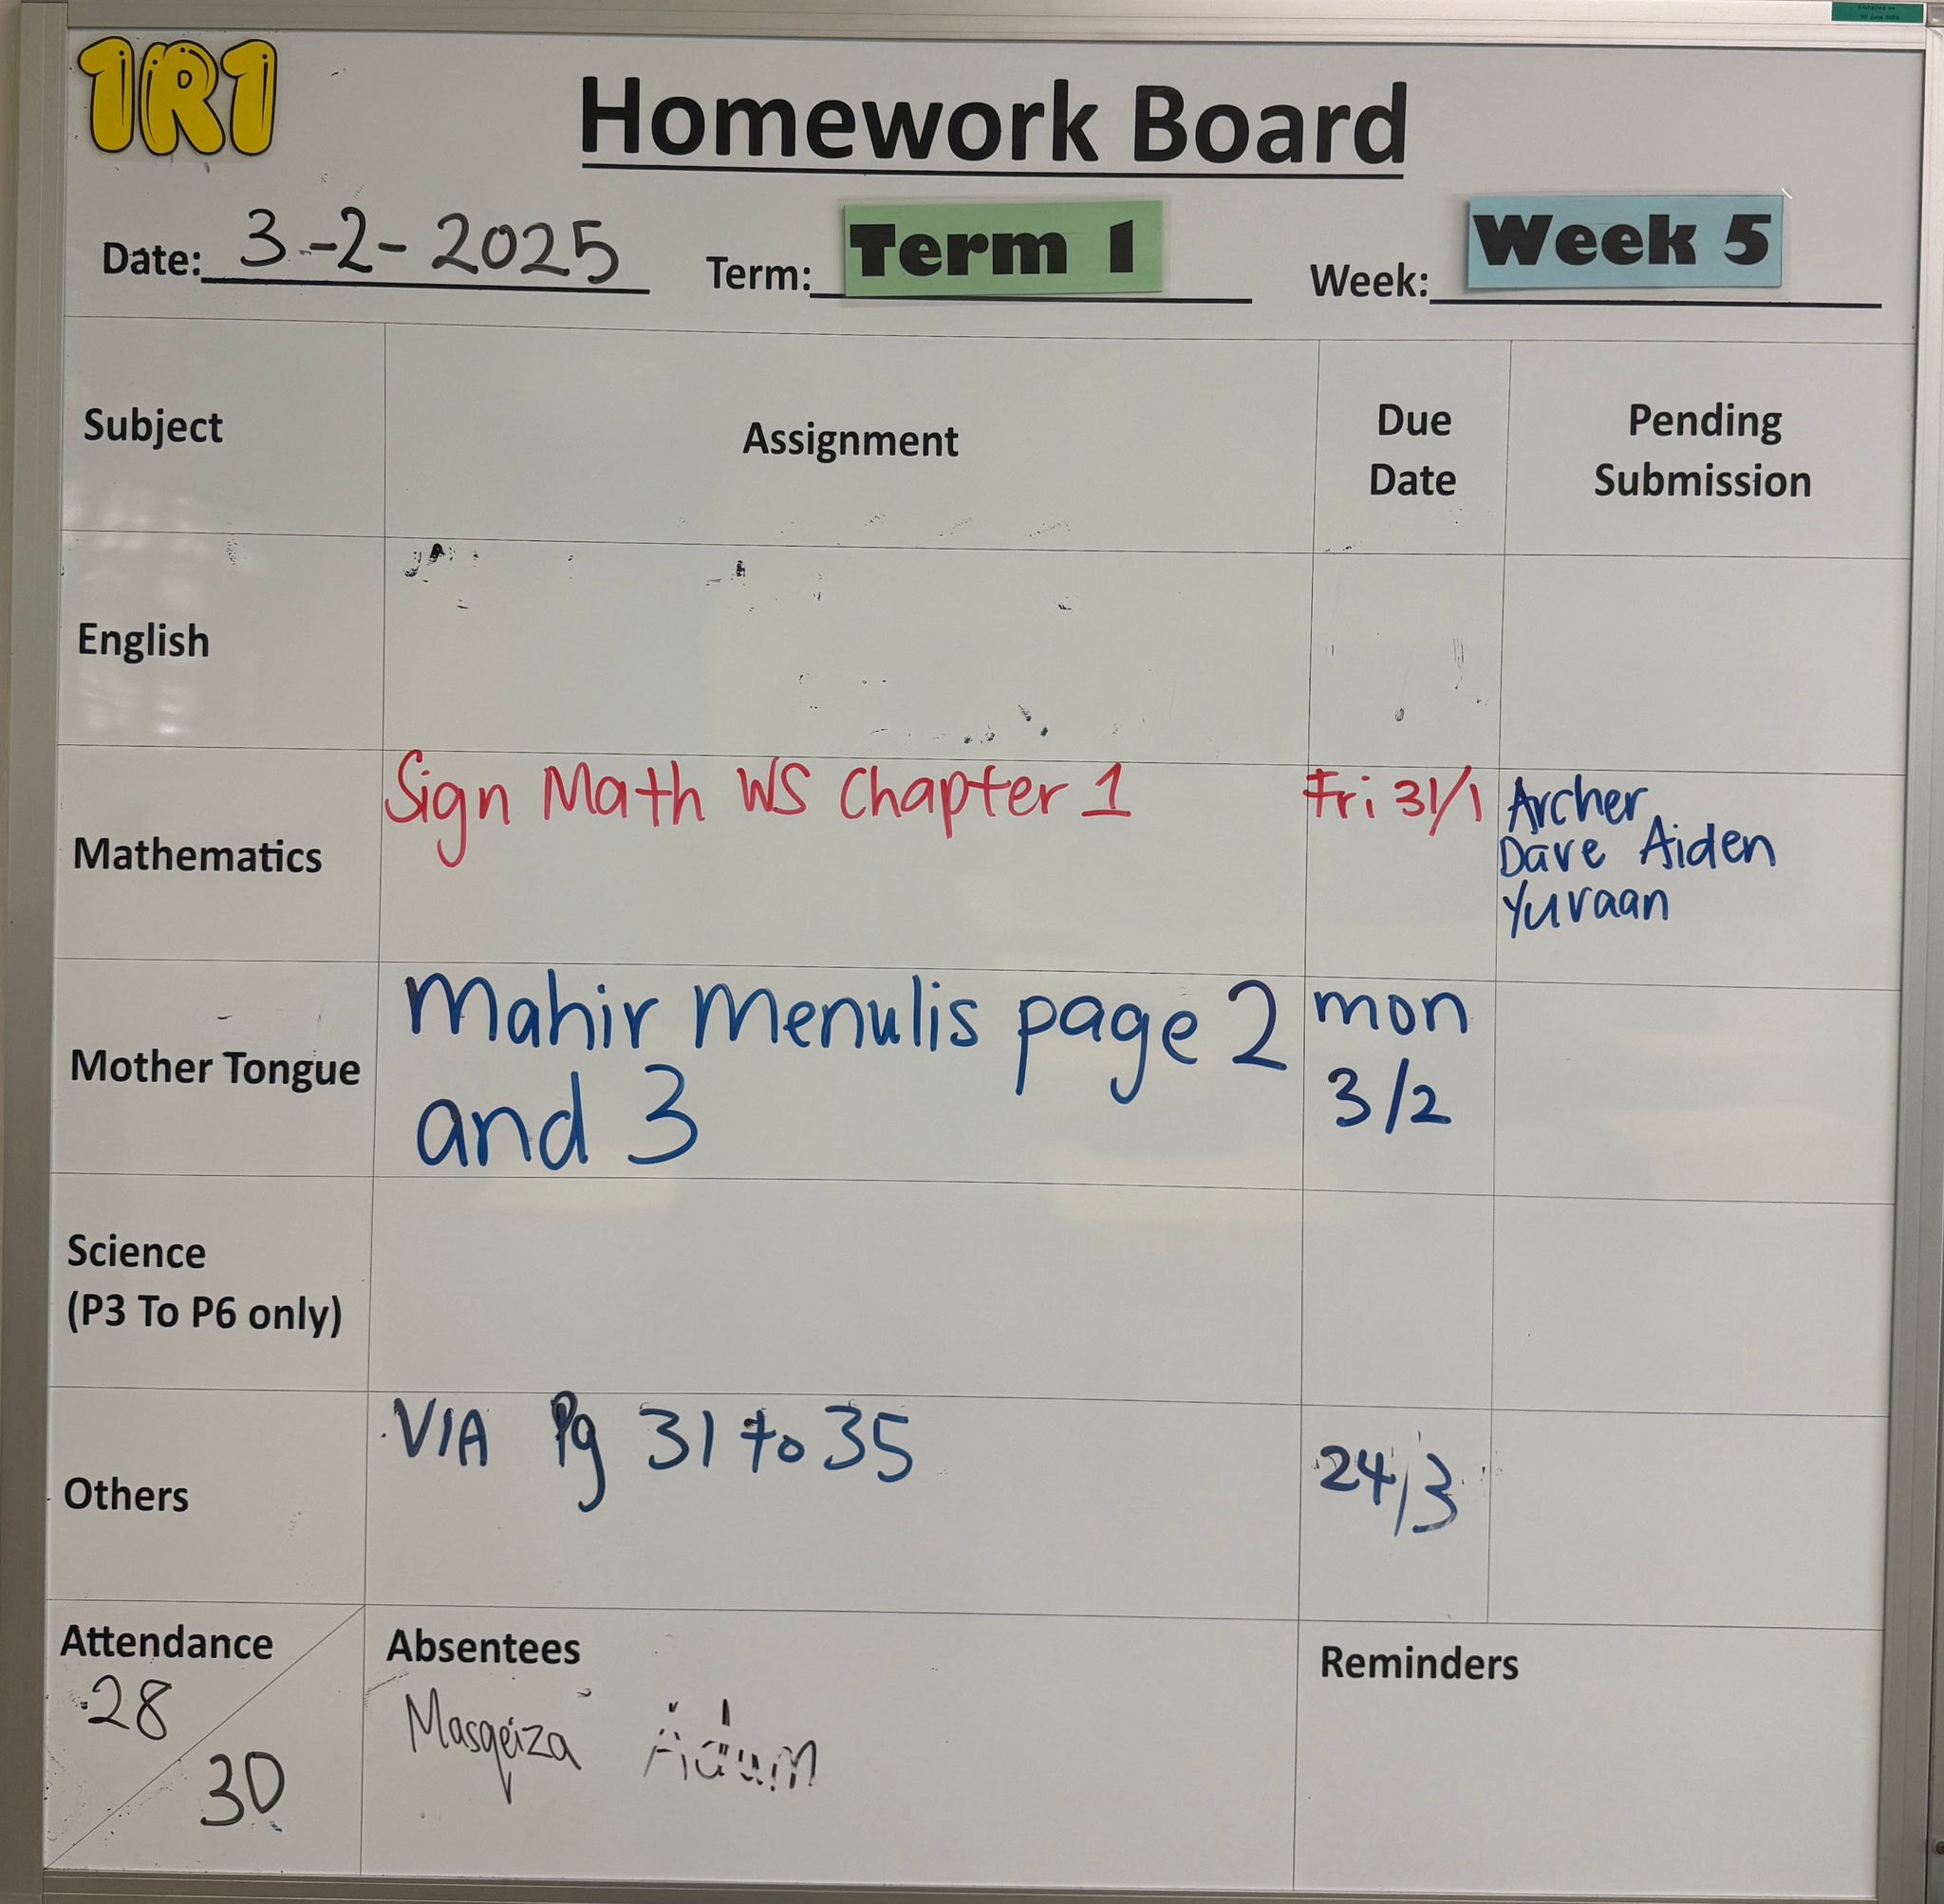 1R1
Homework Board
Date: 3-2-2025 Term: Term 1 Week: Week 5
Subject Assignment Due Date Pending Submission
English
Mathematics Sign Math WS Chapter 1 Fri 31/1 Archer
Dave Aiden
Yuvaan
Mother Tongue Mahir Menulis page 2 mon
and 3 3/2
Science
(P3 To P6 only)
Others VIA Pg 31 to 35 24/3
Attendance Absentees Reminders
28 Masqeiza Adam
30